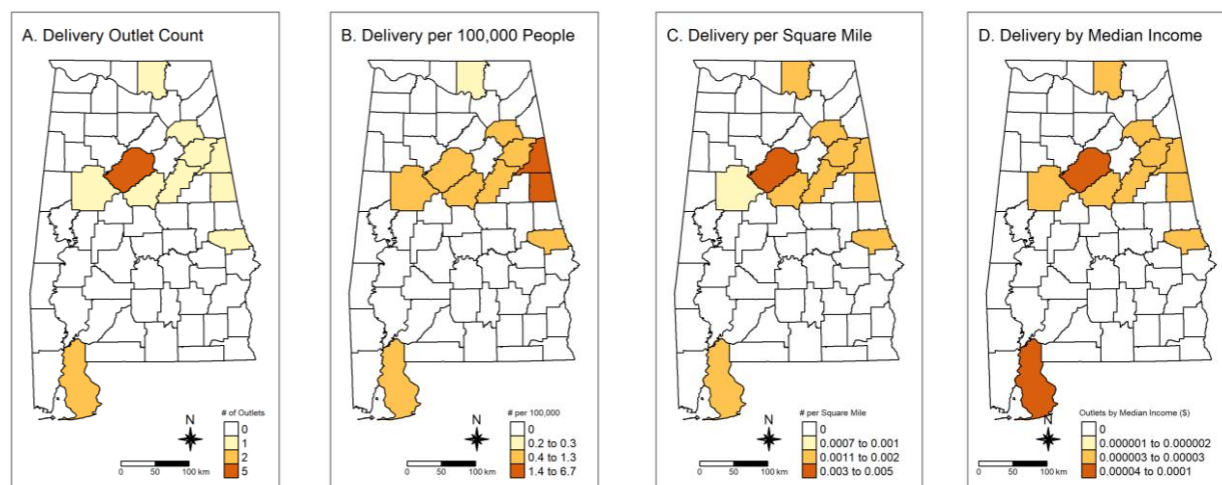 A. Delivery Outlet Count
N
0 50 100 km
# of Outlets
0
1
2
5
B. Delivery per 100,000 People
N
0 50 100 km
# per 100,000
0
0.2 to 0.3
0.4 to 1.3
1.4 to 6.7
C. Delivery per Square Mile
N
0 50 100 km
# per Square Mile
0
0.0007 to 0.001
0.0011 to 0.002
0.003 to 0.005
D. Delivery by Median Income
N
0 50 100 km
Outlets by Median Income ($)
0
0.000001 to 0.000002
0.000003 to 0.00003
0.00004 to 0.0001